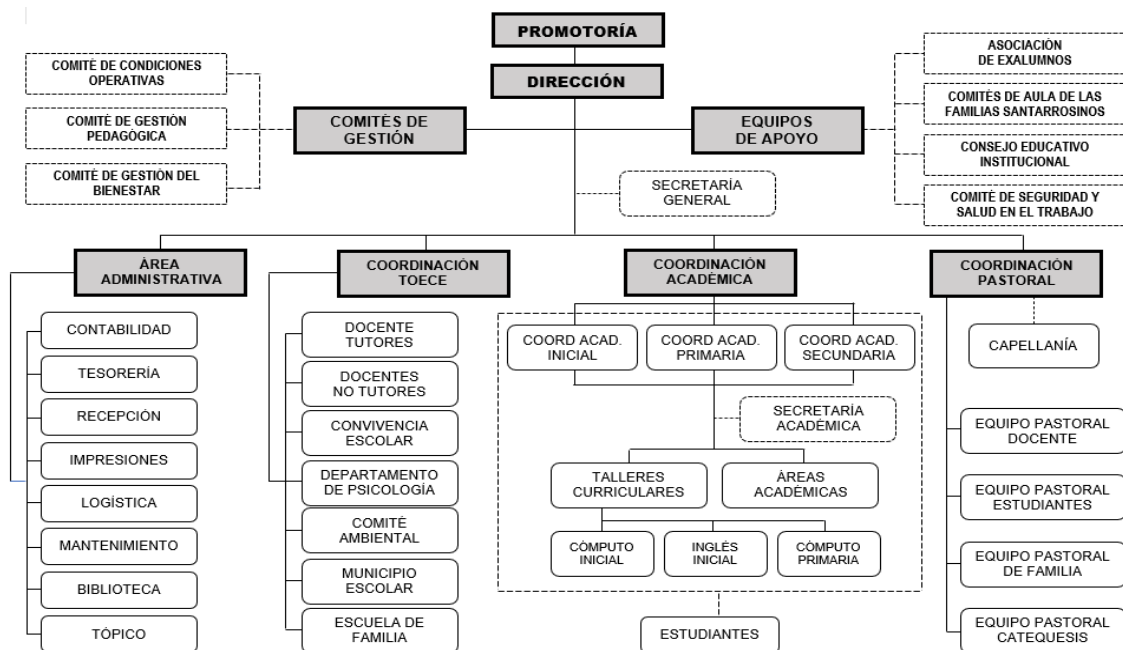 PROMOTORÍA
DIRECCIÓN
COMITÉ DE CONDICIONES
OPERATIVAS
COMITÉ DE GESTIÓN
PEDAGÓGICA
COMITÉ DE GESTIÓN DEL
BIENESTAR
COMITÉS DE
GESTIÓN
EQUIPOS
DE APOYO
ASOCIACIÓN
DE EXALUMNOS
COMITÉS DE AULA DE LAS
FAMILIAS SANTARROSINOS
CONSEJO EDUCATIVO
INSTITUCIONAL
COMITÉ DE SEGURIDAD Y
SALUD EN EL TRABAJO
SECRETARÍA
GENERAL
ÁREA
ADMINISTRATIVA
CONTABILIDAD
TESORERÍA
RECEPCIÓN
IMPRESIONES
LOGÍSTICA
MANTENIMIENTO
BIBLIOTECA
TÓPICO
COORDINACIÓN
TOECE
DOCENTE
TUTORES
DOCENTES
NO TUTORES
CONVIVENCIA
ESCOLAR
DEPARTAMENTO
DE PSICOLOGÍA
COMITÉ
AMBIENTAL
MUNICIPIO
ESCOLAR
ESCUELA DE
FAMILIA
COORDINACIÓN
ACADÉMICA
COORD ACAD.
INICIAL
COORD ACAD.
PRIMARIA
COORD ACAD.
SECUNDARIA
SECRETARÍA
ACADÉMICA
TALLERES
CURRICULARES
ÁREAS
ACADÉMICAS
CÓMPUTO
INICIAL
INGLÉS
INICIAL
CÓMPUTO
PRIMARIA
ESTUDIANTES
COORDINACIÓN
PASTORAL
CAPELLANÍA
EQUIPO PASTORAL
DOCENTE
EQUIPO PASTORAL
ESTUDIANTES
EQUIPO PASTORAL
DE FAMILIA
EQUIPO PASTORAL
CATEQUESIS